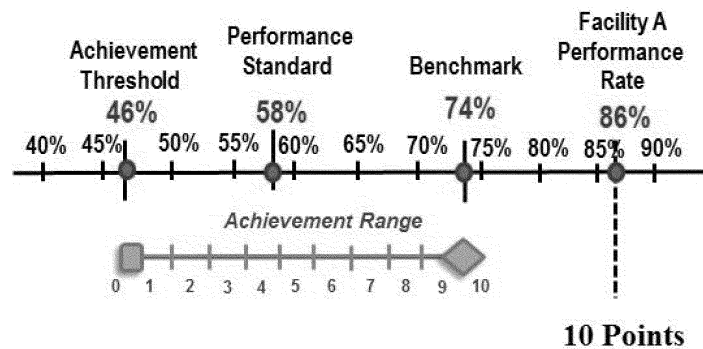 Achievement
Threshold
46%
Performance
Standard
58%
Benchmark
74%
Facility A
Performance
Rate
86%
40% 45% 50% 55% 60% 65% 70% 75% 80% 85% 90%
Achievement Range
0 1 2 3 4 5 6 7 8 9 10
10 Points